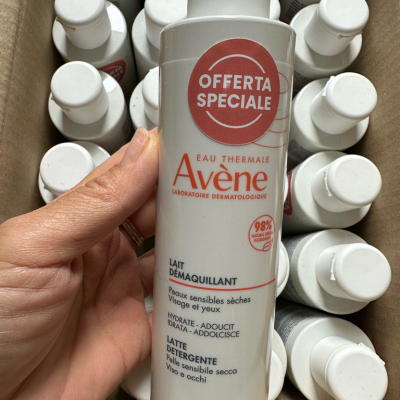 OFFERTA
SPECIALE
EAU THERMALE
Avène
LABORATOIRE DERMATOLOGIQUE
98%
LAIT
DÉMAQUILLANT
Peaux sensibles sèches
Visage et yeux
HYDRATE - ADOUCIT
IDRATA - ADDOLCISCE
LATTE
DETERGENTE
Pelle sensibile secca
Viso e occhi